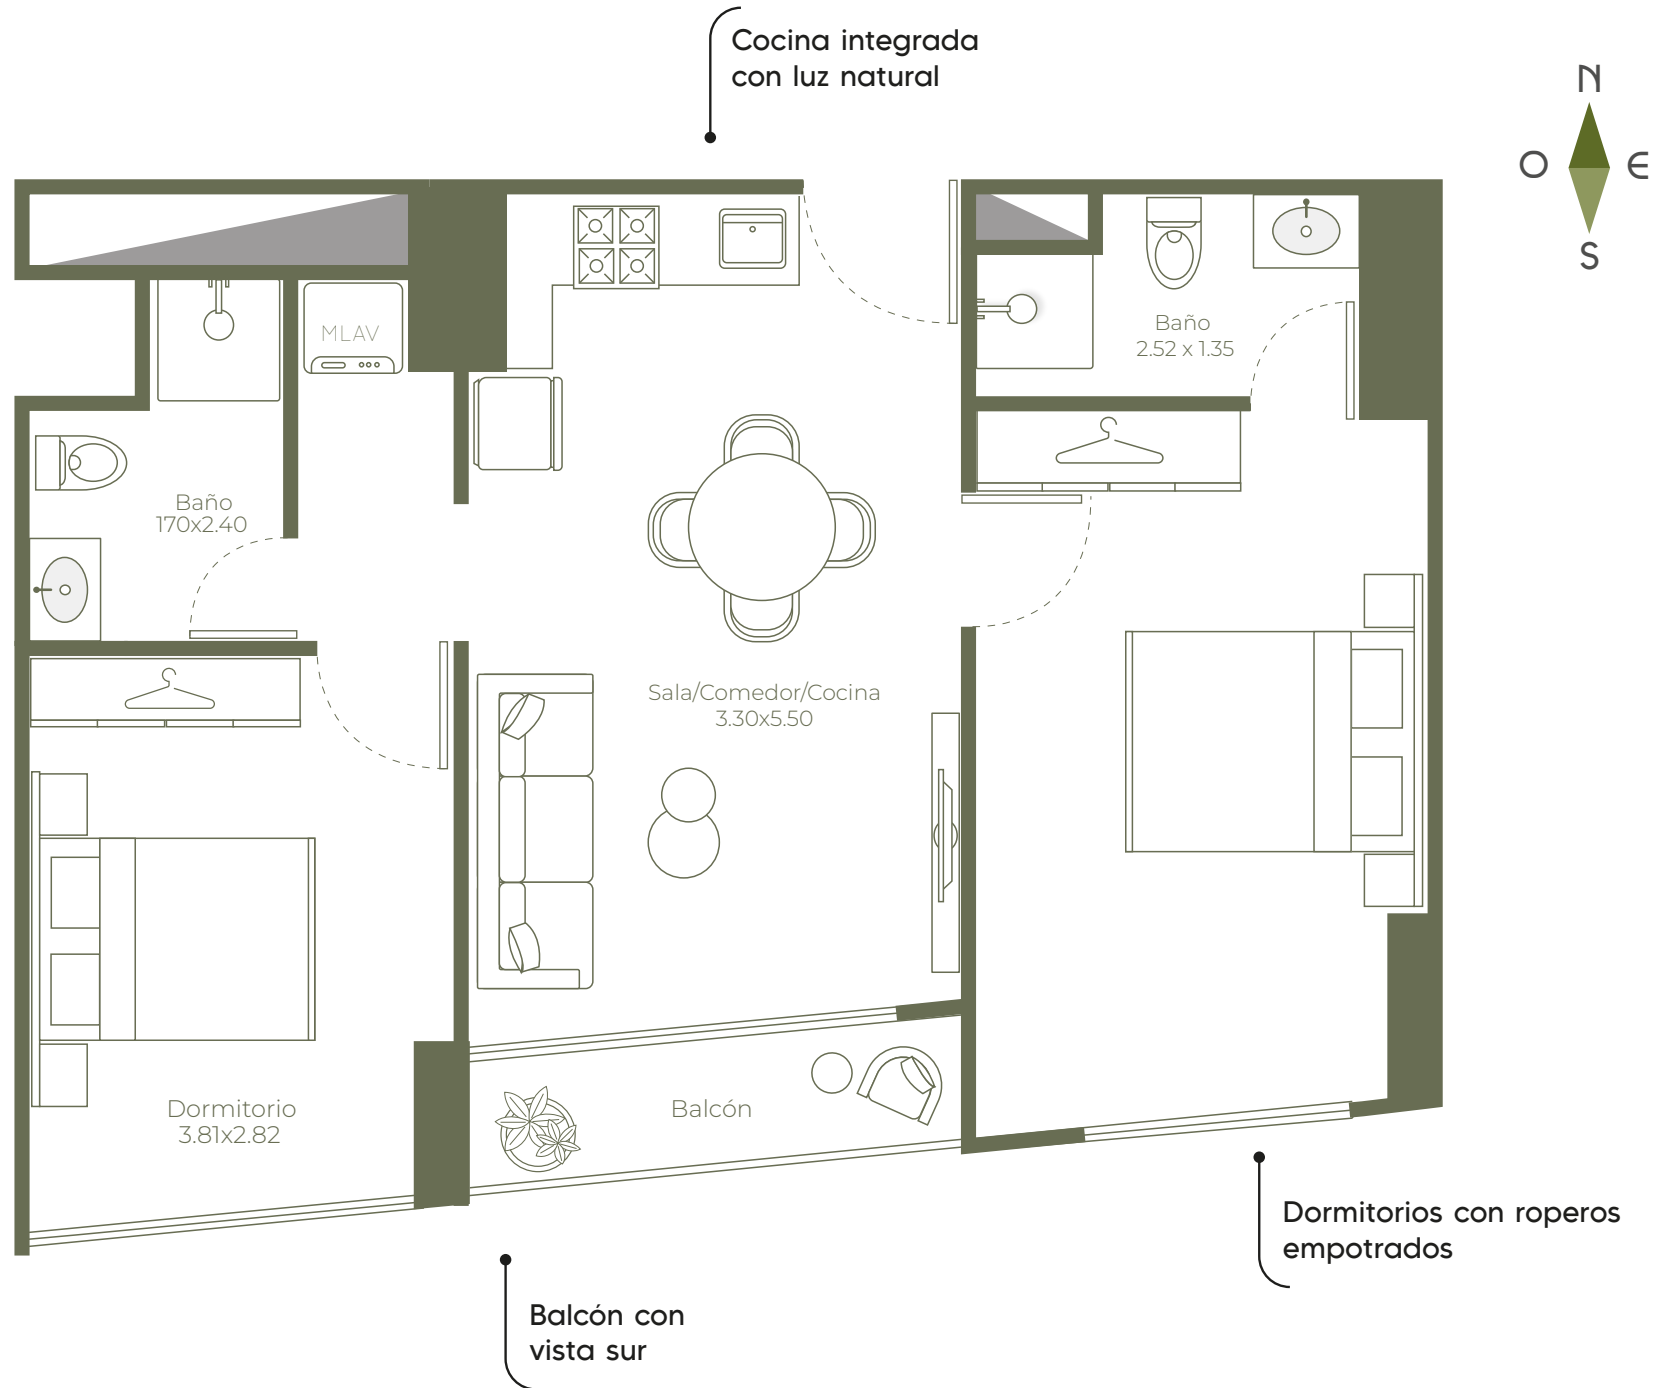 Cocina integrada
con luz natural
N
O
E
S
MLAV
Baño
2.52 x 1.35
Baño
170x2.40
Sala/Comedor/Cocina
3.30x5.50
Dormitorio
3.81x2.82
Balcón
Dormitorios con roperos
empotrados
Balcón con
vista sur